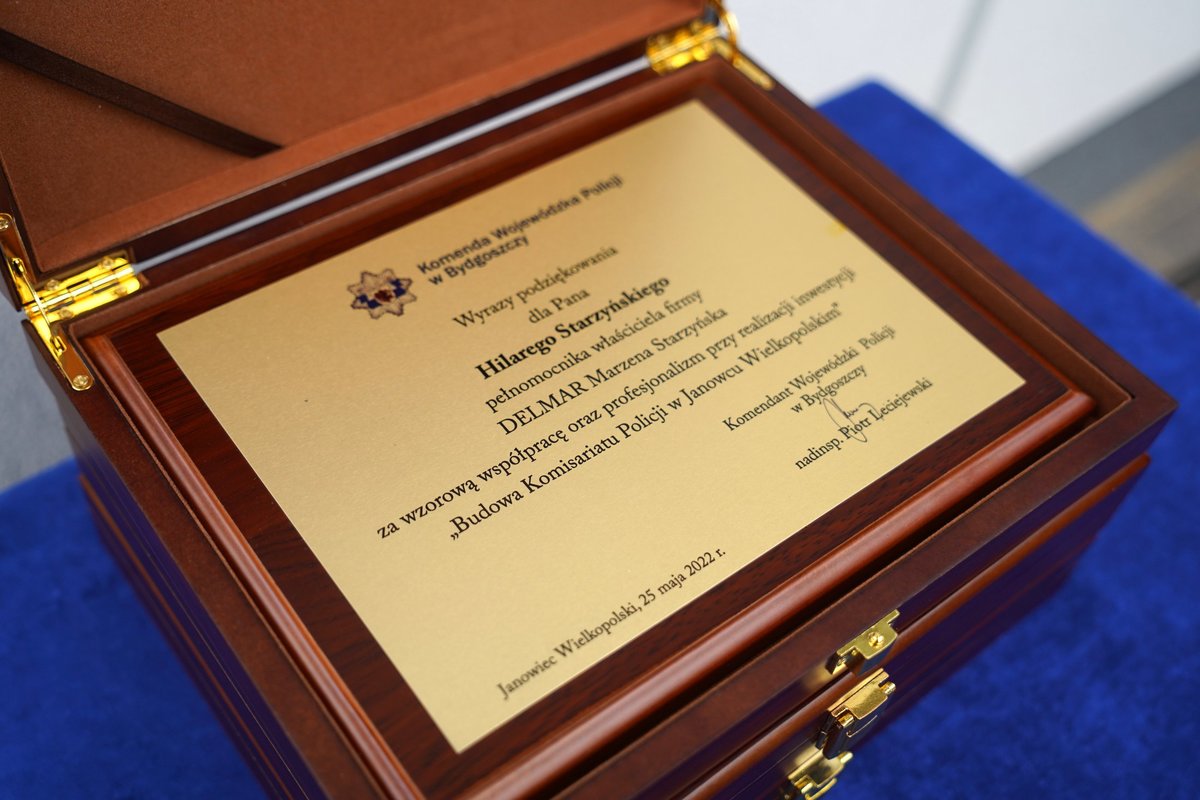 Komenda Wojewódzka Policji
w Bydgoszczy
Wyrazy podziękowania
dla Pana
Hilarego Starzyńskiego
pełnomocnika właściciela firmy
DELMAR Marzena Starzyńska
za wzorową współpracę oraz profesjonalizm przy realizacji inwestycji
„Budowa Komisariatu Policji w Janowcu Wielkopolskim"
Komendant Wojewódzki Policji
w Bydgoszczy
nadinsp. Piotr Leciejewski
Janowiec Wielkopolski, 25 maja 2022 r.